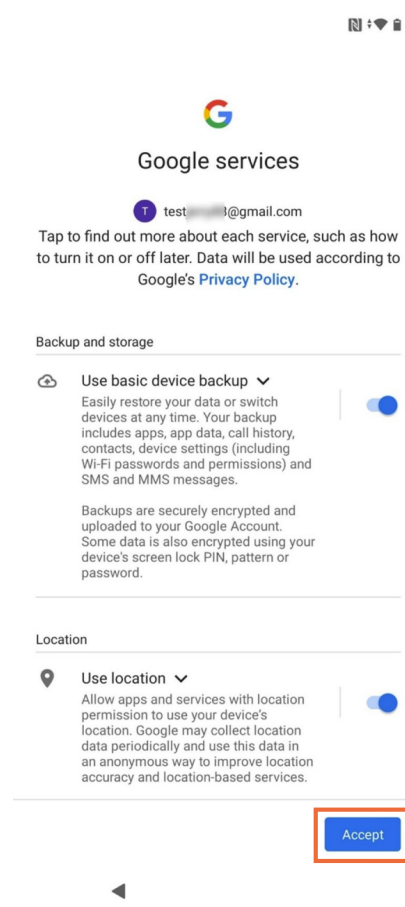 Google services
T test @gmail.com
Tap to find out more about each service, such as how
to turn it on or off later. Data will be used according to
Google's Privacy Policy.
Backup and storage
Use basic device backup
Easily restore your data or switch
devices at any time. Your backup
includes apps, app data, call history,
contacts, device settings (including
Wi-Fi passwords and permissions) and
SMS and MMS messages.
Backups are securely encrypted and
uploaded to your Google Account.
Some data is also encrypted using your
device's screen lock PIN, pattern or
password.
Location
Use location
Allow apps and services with location
permission to use your device's
location. Google may collect location
data periodically and use this data in
an anonymous way to improve location
accuracy and location-based services.
Accept